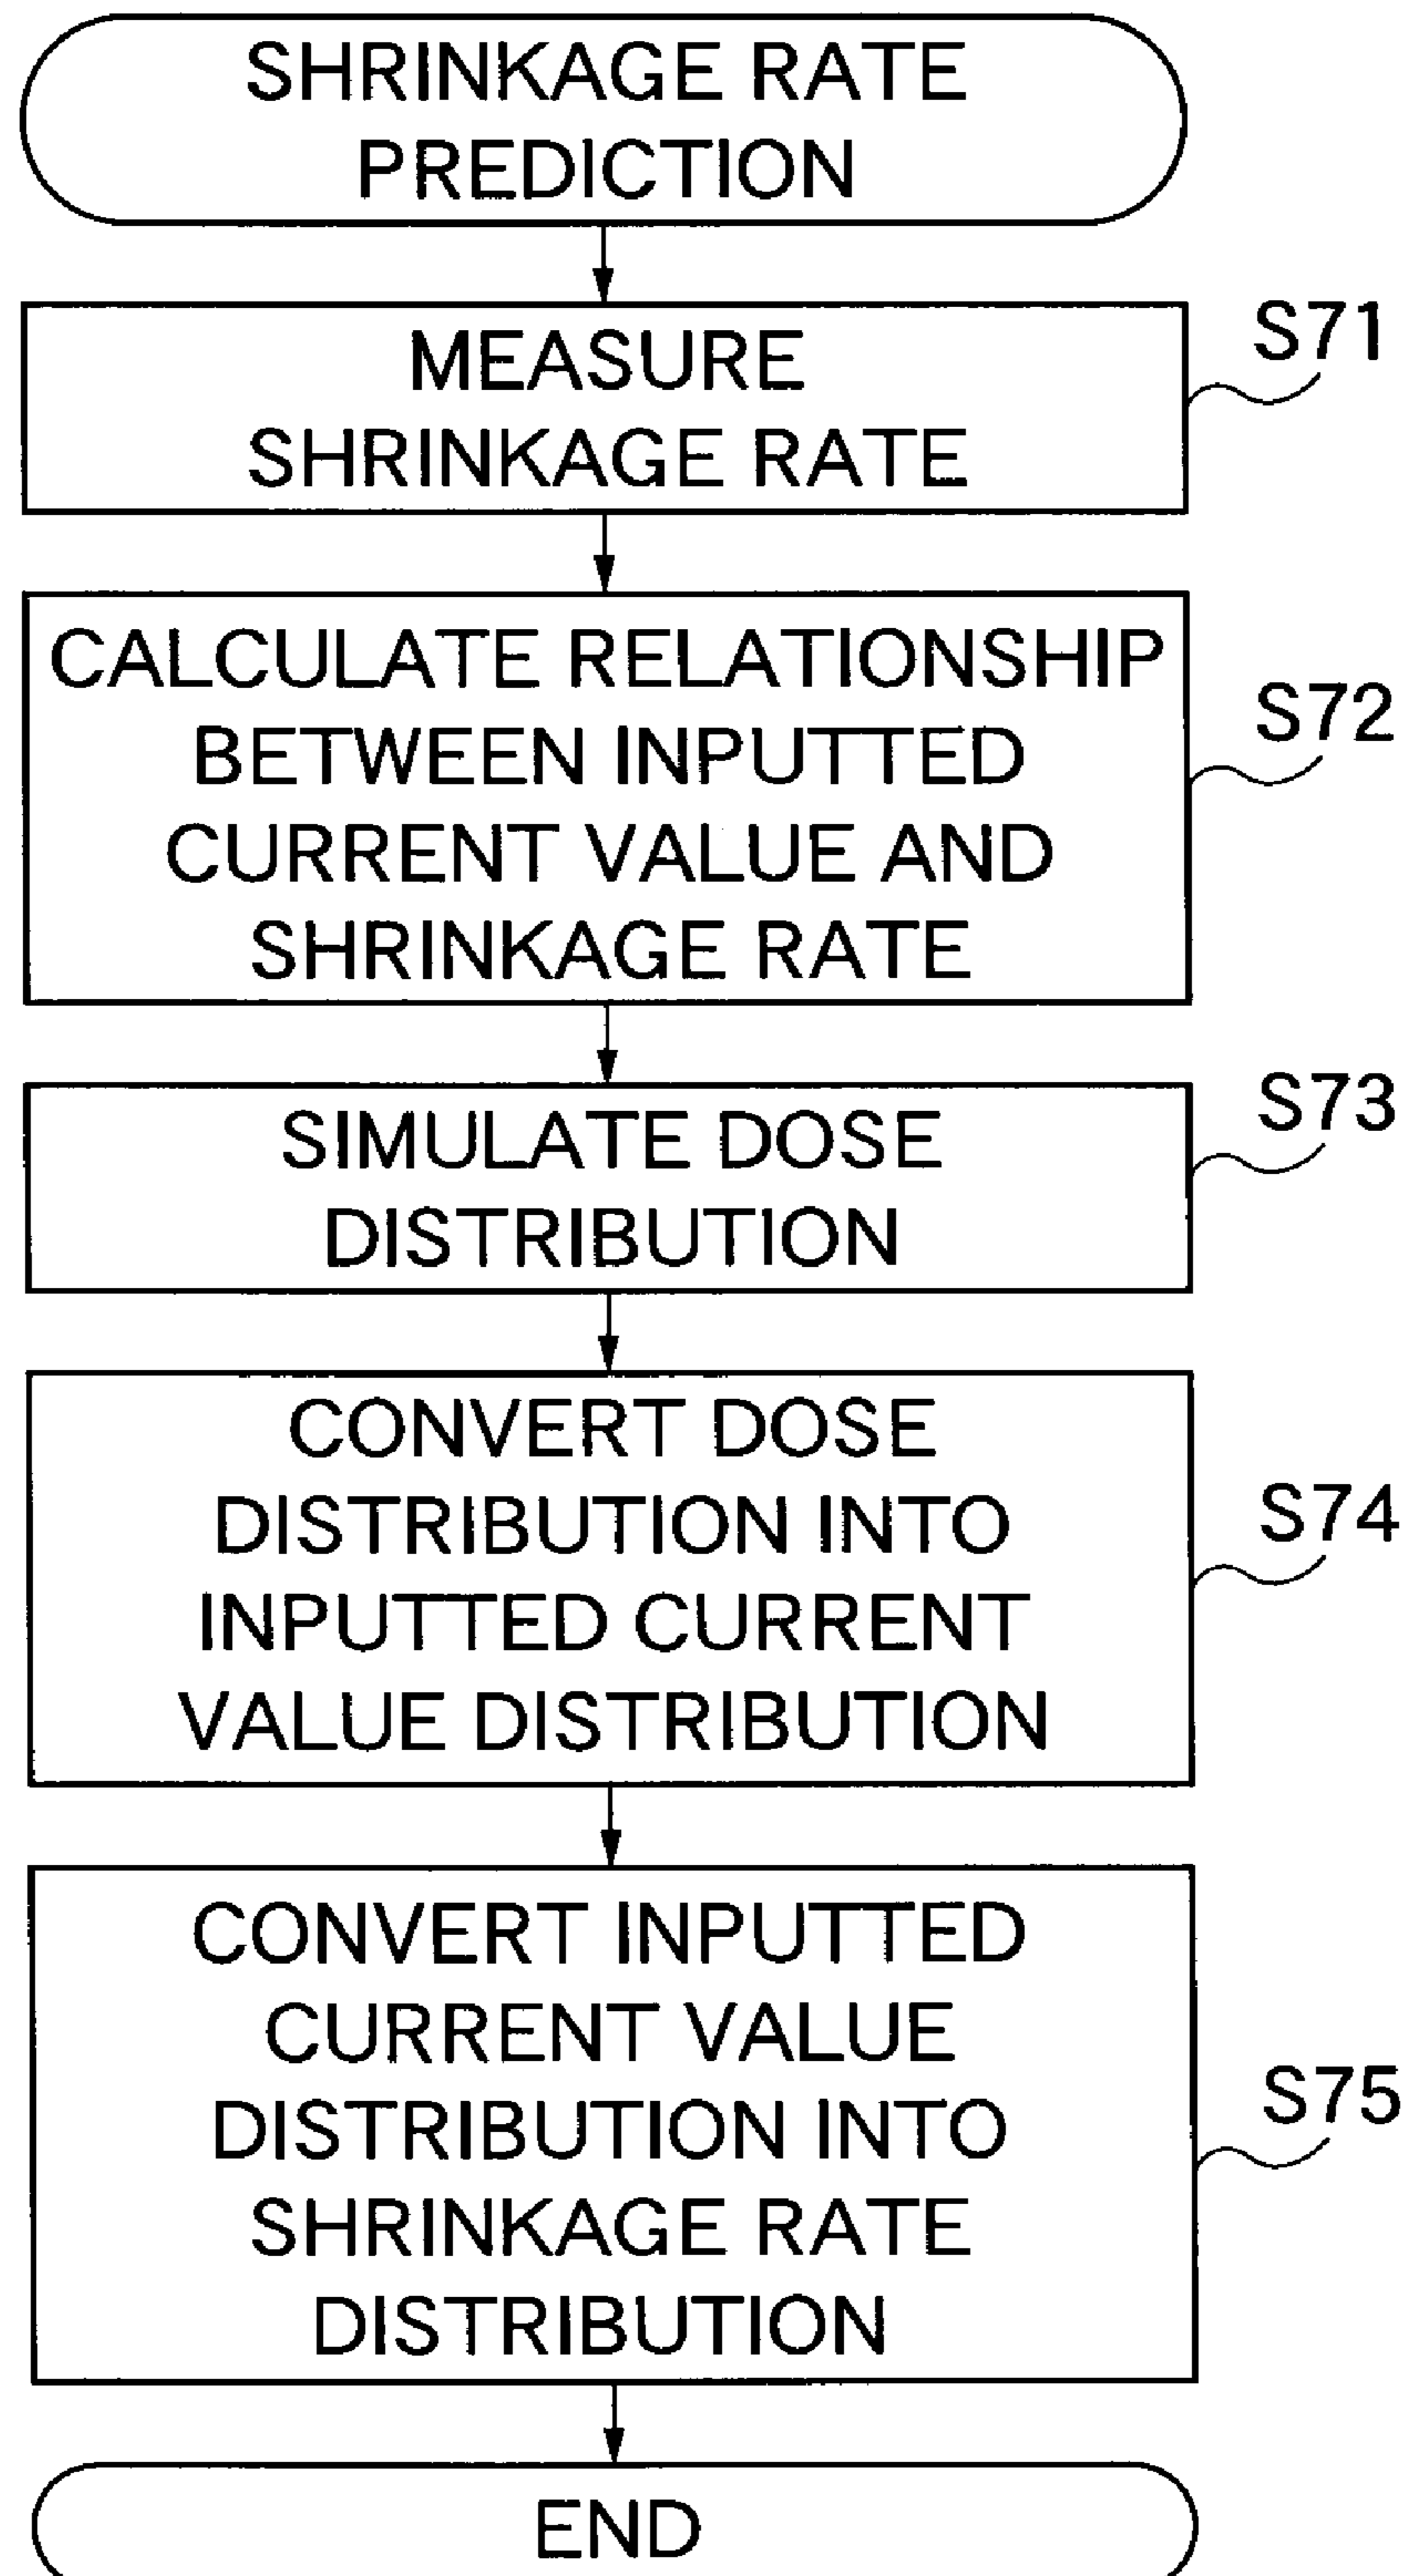 SHRINKAGE RATE
PREDICTION
MEASURE
SHRINKAGE RATE
S71
CALCULATE RELATIONSHIP
BETWEEN INPUTTED
CURRENT VALUE AND
SHRINKAGE RATE
S72
SIMULATE DOSE
DISTRIBUTION
S73
CONVERT DOSE
DISTRIBUTION INTO
INPUTTED CURRENT
VALUE DISTRIBUTION
S74
CONVERT INPUTTED
CURRENT VALUE
DISTRIBUTION INTO
SHRINKAGE RATE
DISTRIBUTION
S75
END